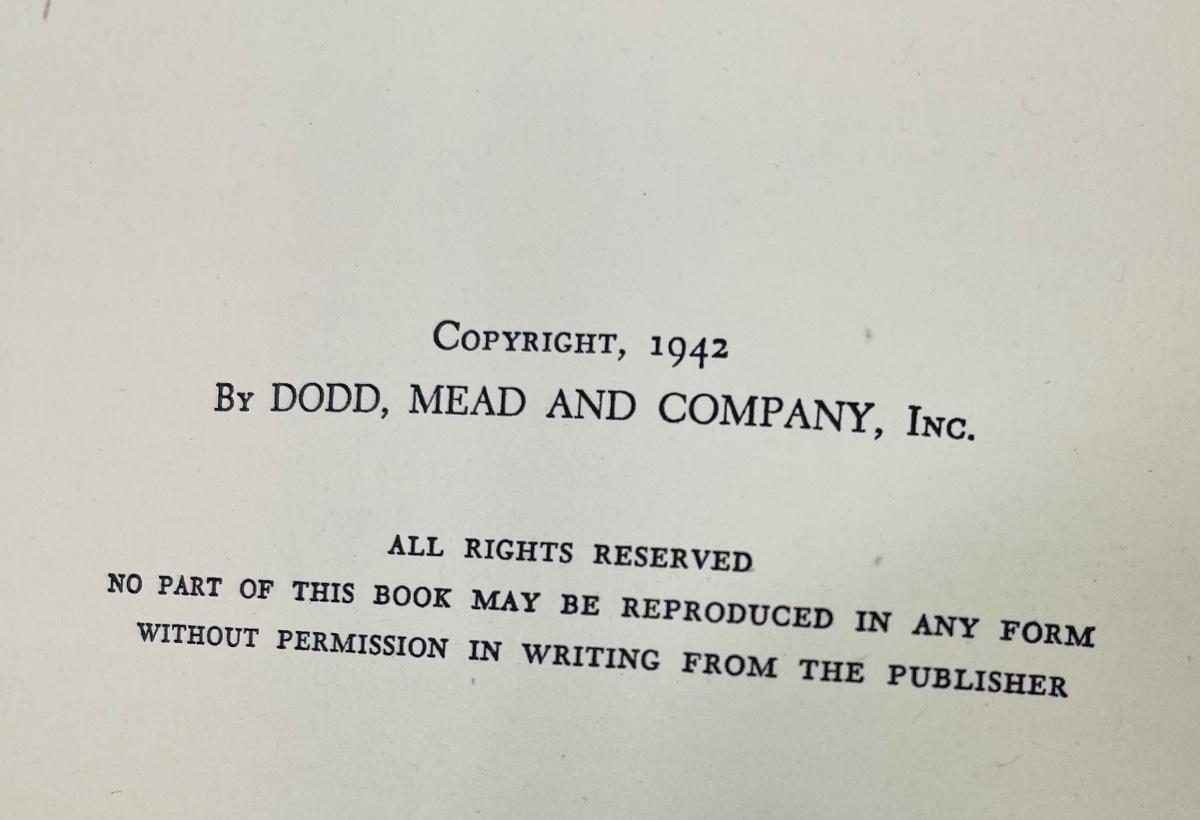 Copyright, 1942
By DODD, MEAD AND COMPANY, Inc.
ALL RIGHTS RESERVED
NO PART OF THIS BOOK MAY BE REPRODUCED IN ANY FORM
WITHOUT PERMISSION IN WRITING FROM THE PUBLISHER